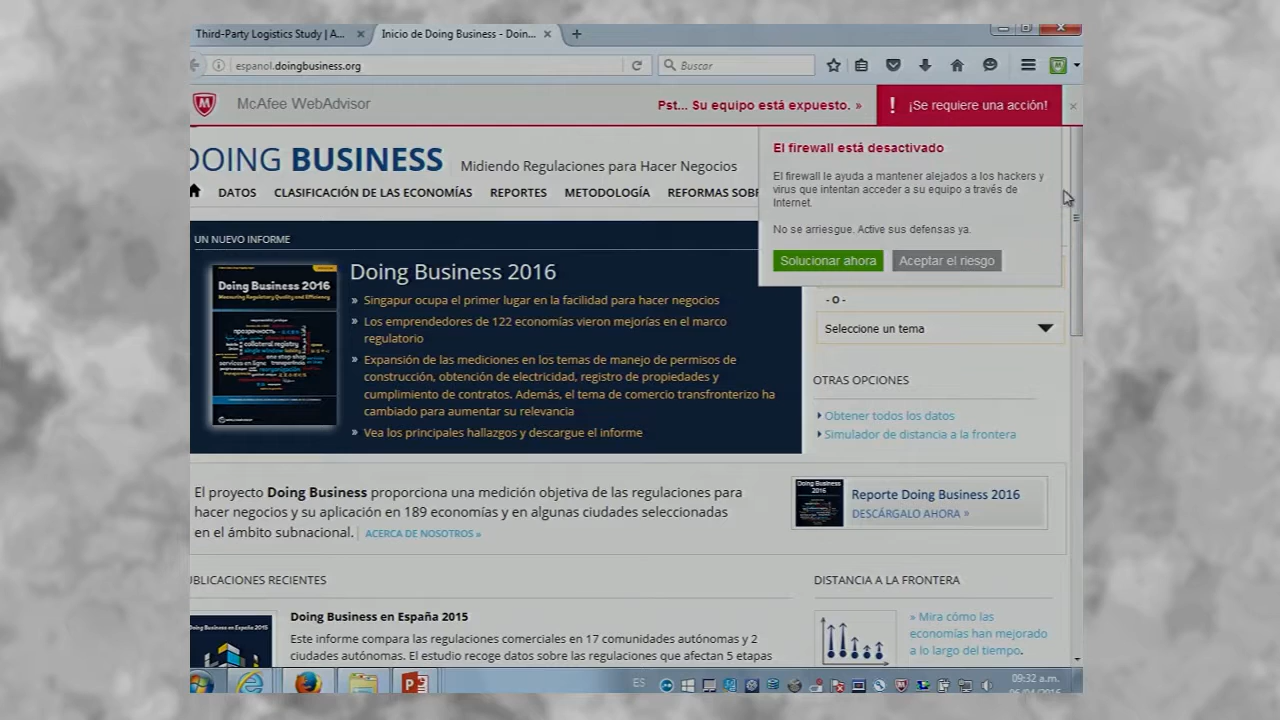 Third-Party Logistics Study | A...
Inicio de Doing Business - Doin...
espanol.doingbusiness.org
Buscar
McAfee WebAdvisor
Pst... Su equipo está expuesto. »
¡Se requiere una acción!
DOING BUSINESS
Midiendo Regulaciones para Hacer Negocios
DATOS
CLASIFICACIÓN DE LAS ECONOMÍAS
REPORTES
METODOLOGÍA
REFORMAS SOB
El firewall está desactivado
El firewall le ayuda a mantener alejados a los hackers y
virus que intentan acceder a su equipo a través de
Internet.
No se arriesgue. Active sus defensas ya.
Solucionar ahora
Aceptar el riesgo
UN NUEVO INFORME
Doing Business 2016
Measuring Regulatory Quality and Efficiency
Doing Business 2016
» Singapur ocupa el primer lugar en la facilidad para hacer negocios
» Los emprendedores de 122 economías vieron mejorías en el marco
regulatorio
» Expansión de las mediciones en los temas de manejo de permisos de
construcción, obtención de electricidad, registro de propiedades y
cumplimiento de contratos. Además, el tema de comercio transfronterizo ha
cambiado para aumentar su relevancia
» Vea los principales hallazgos y descargue el informe
- O -
Seleccione un tema
OTRAS OPCIONES
Obtener todos los datos
Simulador de distancia a la frontera
El proyecto Doing Business proporciona una medición objetiva de las regulaciones para
hacer negocios y su aplicación en 189 economías y en algunas ciudades seleccionadas
en el ámbito subnacional. | ACERCA DE NOSOTROS »
Doing Business
2016
Reporte Doing Business 2016
DESCÁRGALO AHORA »
UBLICACIONES RECIENTES
Doing Business en España 2015
Doing Business en España 2015
Este informe compara las regulaciones comerciales en 17 comunidades autónomas y 2
ciudades autónomas. El estudio recoge datos sobre las regulaciones que afectan 5 etapas
DISTANCIA A LA FRONTERA
» Mira cómo las
economías han mejorado
a lo largo del tiempo.
ES
09:32 a.m.
06/04/2016